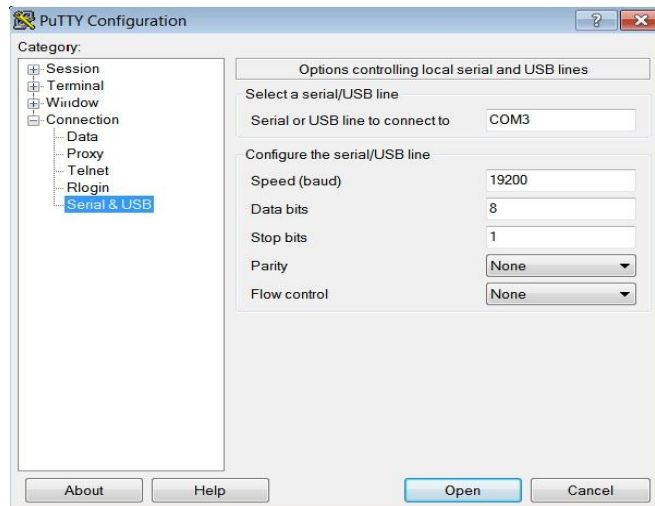 PuTTY Configuration
Category:
Session
Terminal
Window
Connection
Data
Proxy
Telnet
Rlogin
Serial & USB
Options controlling local serial and USB lines
Select a serial/USB line
Serial or USB line to connect to COM3
Configure the serial/USB line
Speed (baud) 19200
Data bits 8
Stop bits 1
Parity None
Flow control None
About Help Open Cancel